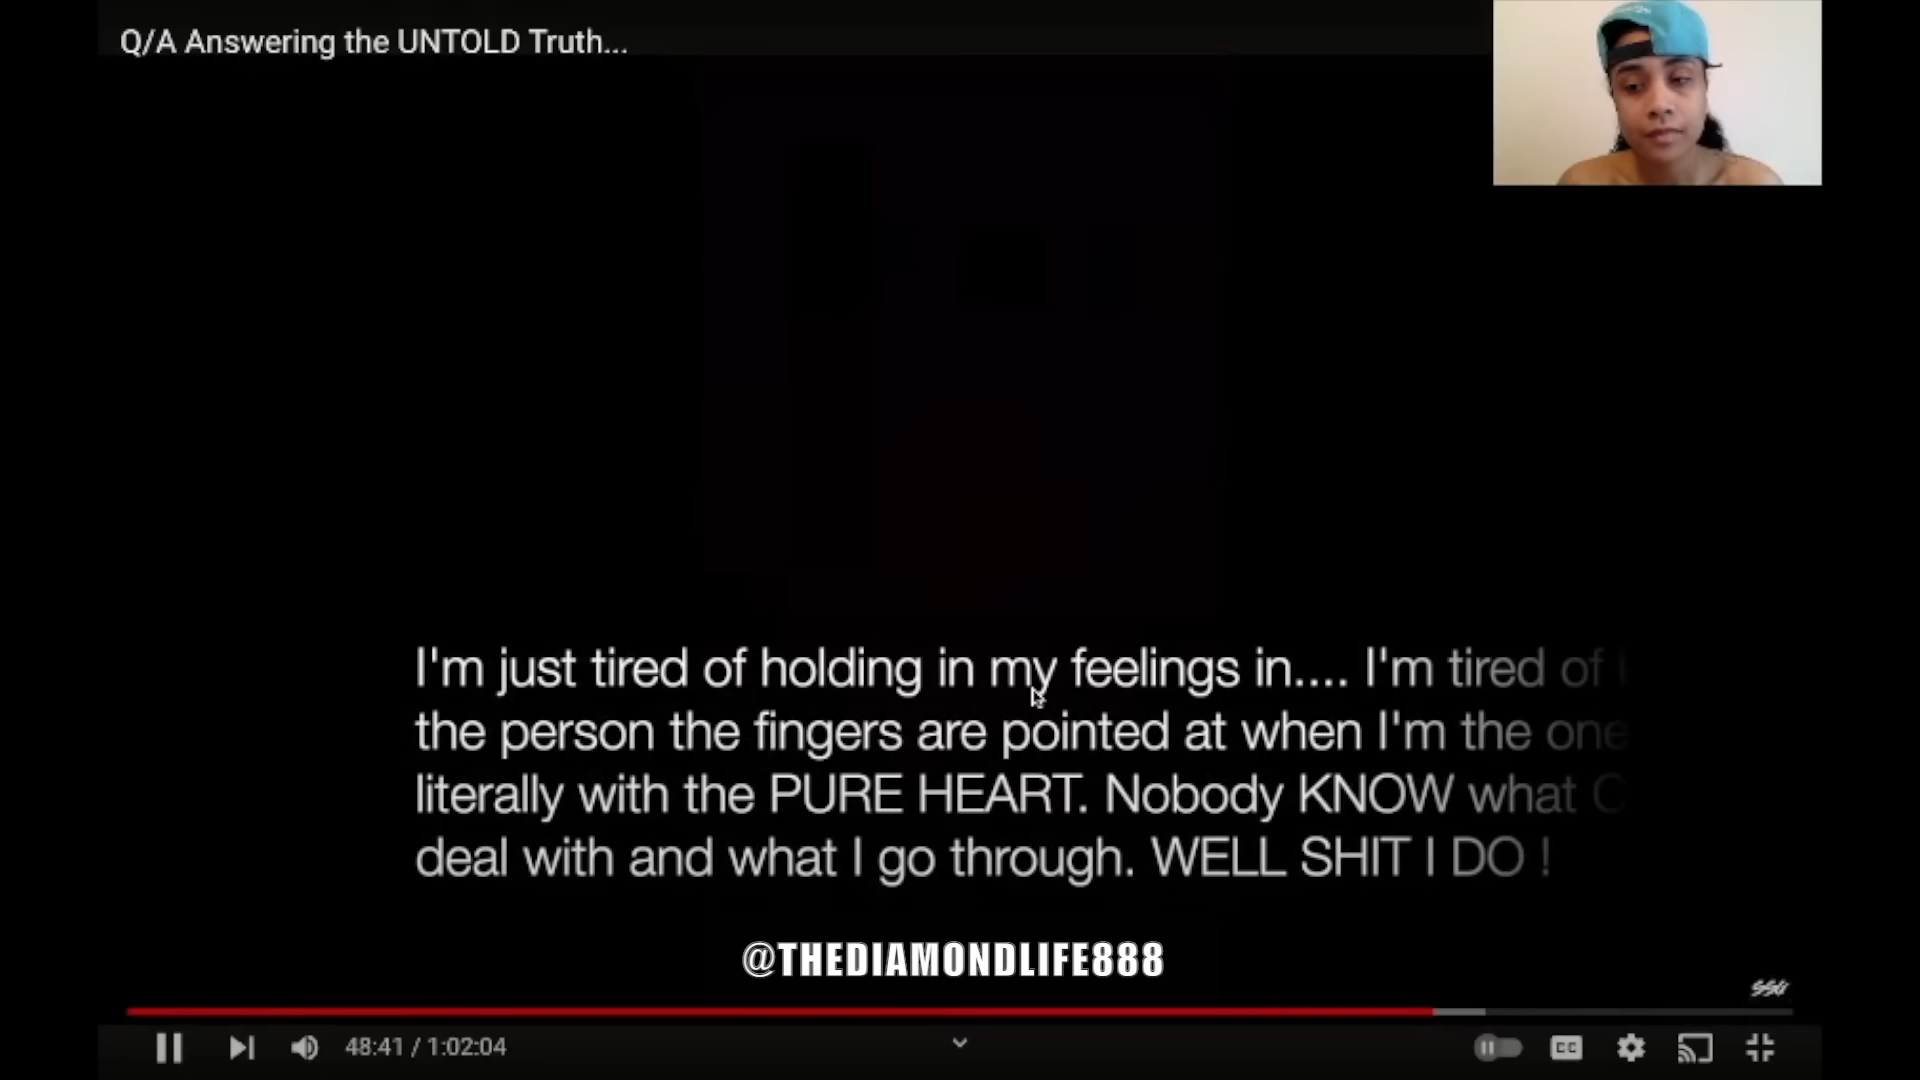 Q/A Answering the UNTOLD Truth...
I'm just tired of holding in my feelings in.... I'm tired of
the person the fingers are pointed at when I'm the one
literally with the PURE HEART. Nobody KNOW what
deal with and what I go through. WELL SHIT I DO !
@THEDIAMONDLIFE888
48:41 / 1:02:04
CC